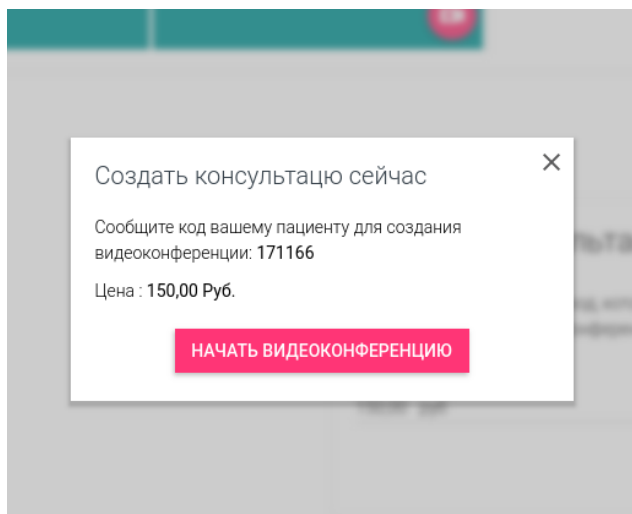 Создать консультацю сейчас
Сообщите код вашему пациенту для создания
видеоконференции: 171166
Цена : 150,00 Руб.
НАЧАТЬ ВИДЕОКОНФЕРЕНЦИЮ